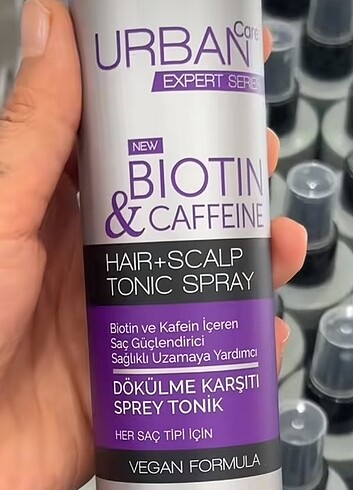 URBAN Care
EXPERT SERIES
NEW
BIOTIN
& CAFFEINE
HAIR+SCALP
TONIC SPRAY
Biotin ve Kafein İçeren
Saç Güçlendirici
Sağlıklı Uzamaya Yardımcı
DÖKÜLME KARŞITI
SPREY TONİK
HER SAÇ TİPİ İÇİN
VEGAN FORMULA